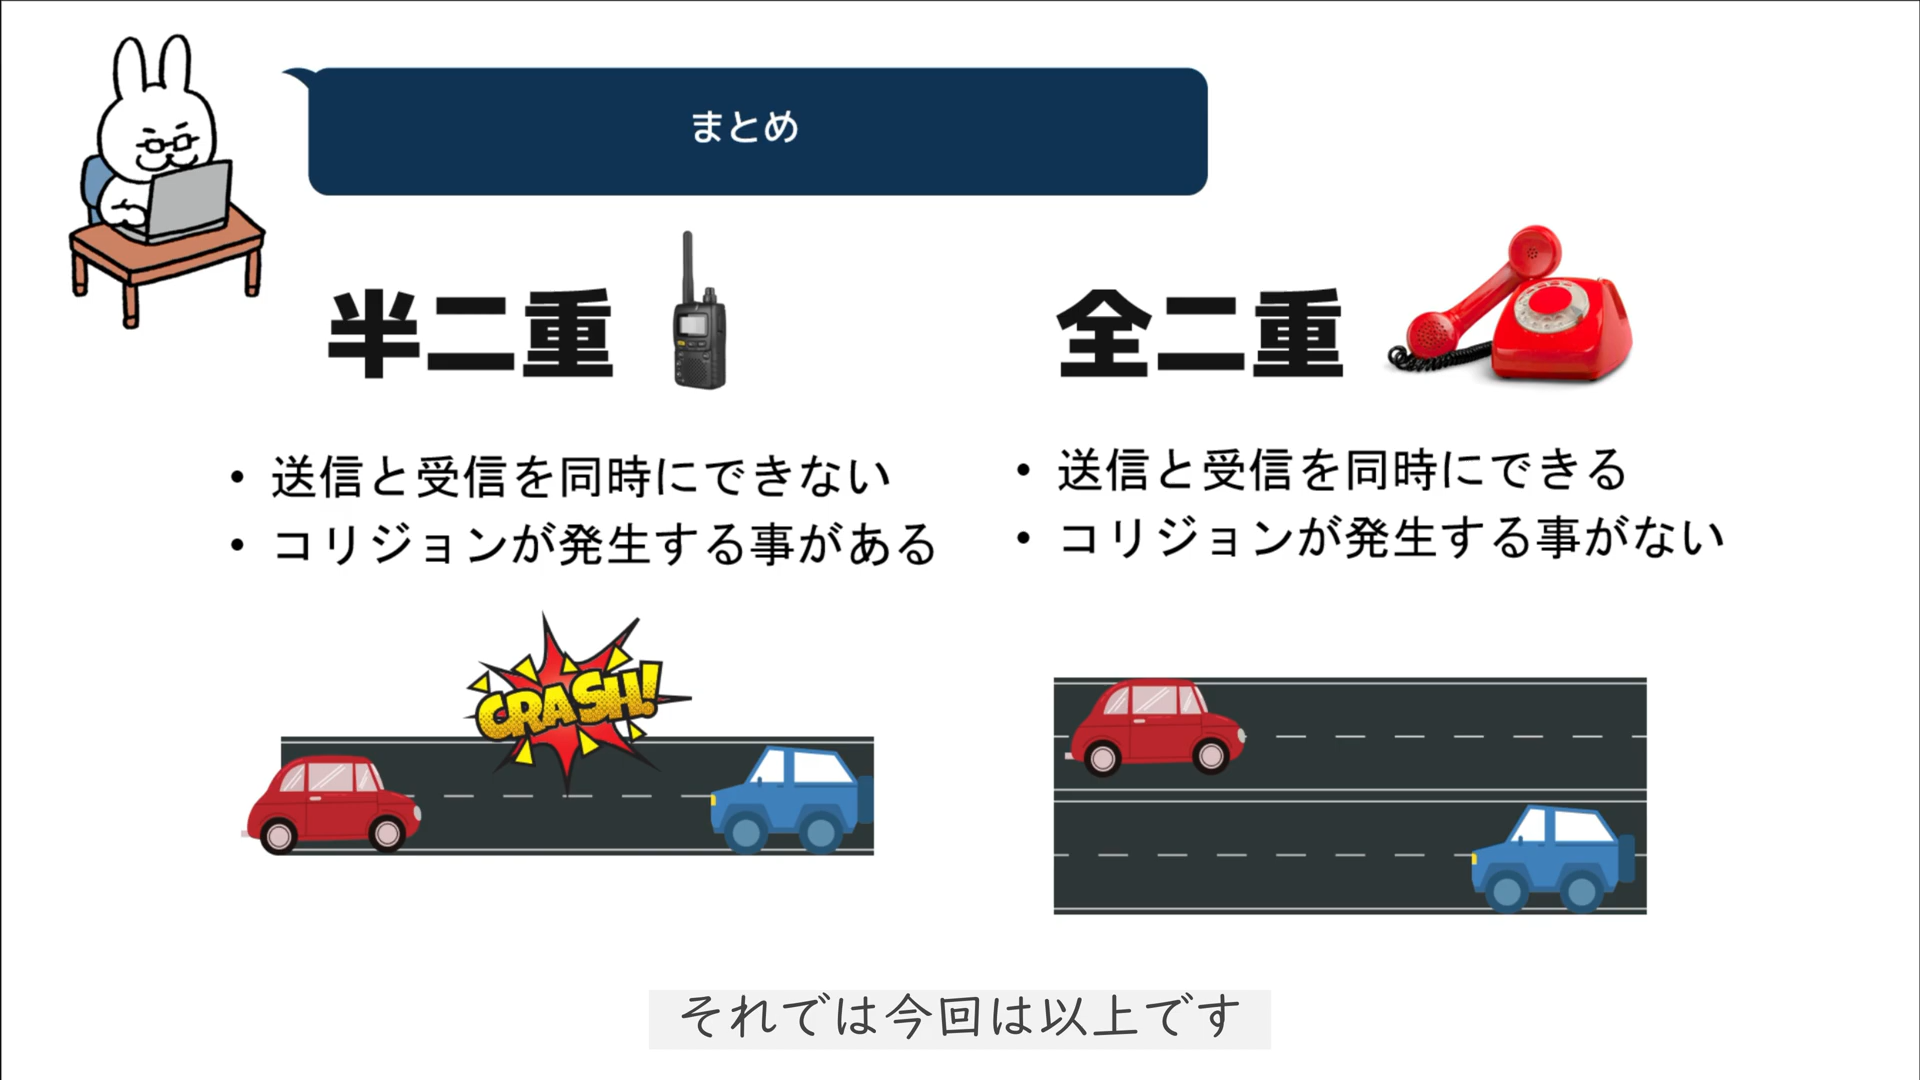 まとめ
半二重
・送信と受信を同時にできない
・コリジョンが発生する事がある
CRASH!
全二重
・送信と受信を同時にできる
・コリジョンが発生する事がない
それでは今回は以上です